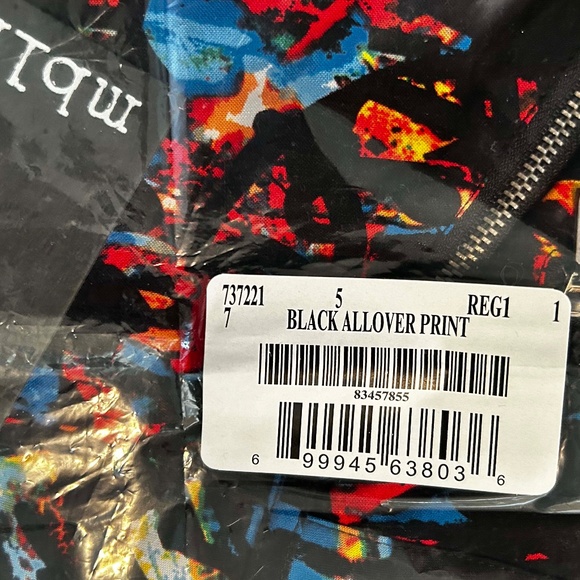 737221 5 REG1 1
7 BLACK ALLOVER PRINT
83457855
6 99945 63803 6